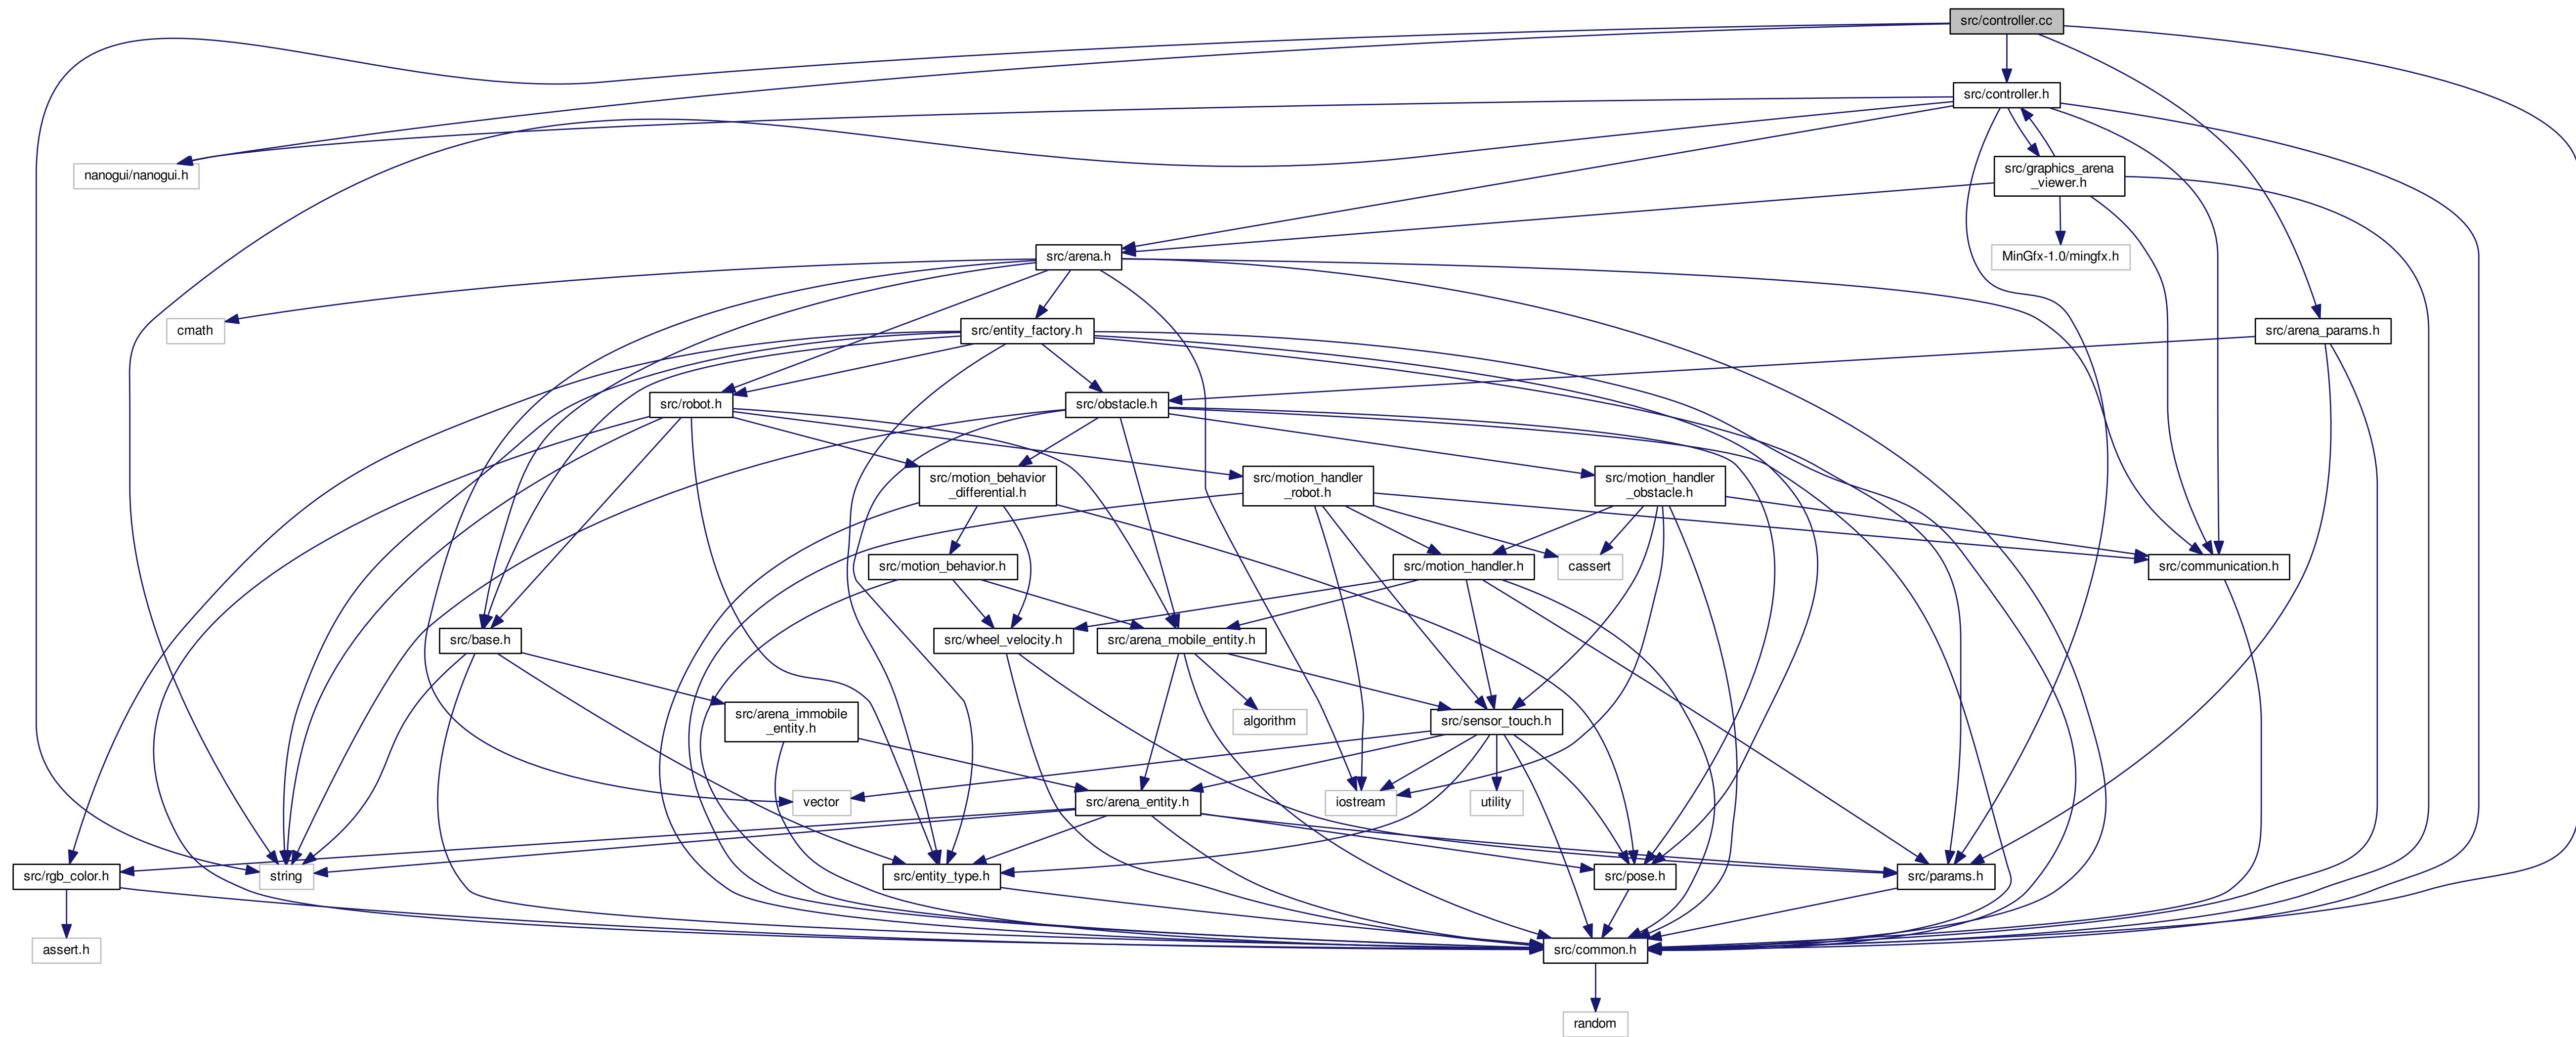 src/controller.cc
src/controller.h
nanogui/nanogui.h
src/graphics_arena
_viewer.h
src/arena.h
MinGfx-1.0/mingfx.h
cmath
src/entity_factory.h
src/arena_params.h
src/robot.h
src/obstacle.h
src/motion_behavior
_differential.h
src/motion_handler
_robot.h
src/motion_handler
_obstacle.h
src/motion_behavior.h
src/motion_handler.h
cassert
src/communication.h
src/base.h
src/wheel_velocity.h
src/arena_mobile_entity.h
src/arena_immobile
_entity.h
algorithm
src/sensor_touch.h
vector
src/arena_entity.h
iostream
utility
src/rgb_color.h
string
src/entity_type.h
src/pose.h
src/params.h
assert.h
src/common.h
random